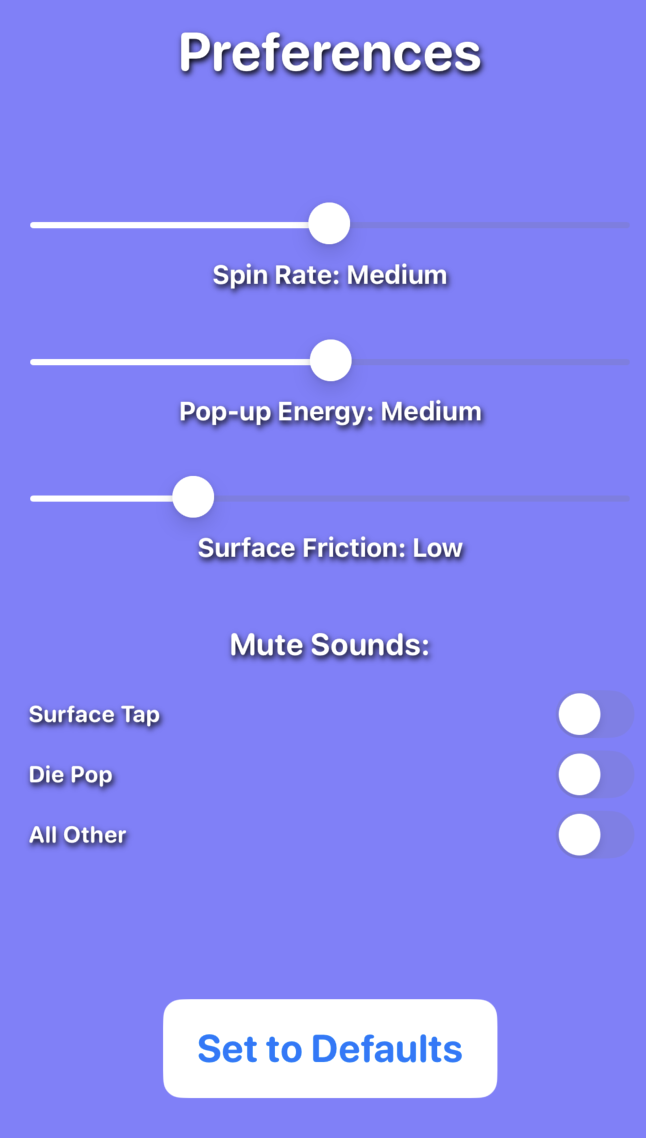 Preferences
Spin Rate: Medium
Pop-up Energy: Medium
Surface Friction: Low
Mute Sounds:
Surface Tap
Die Pop
All Other
Set to Defaults